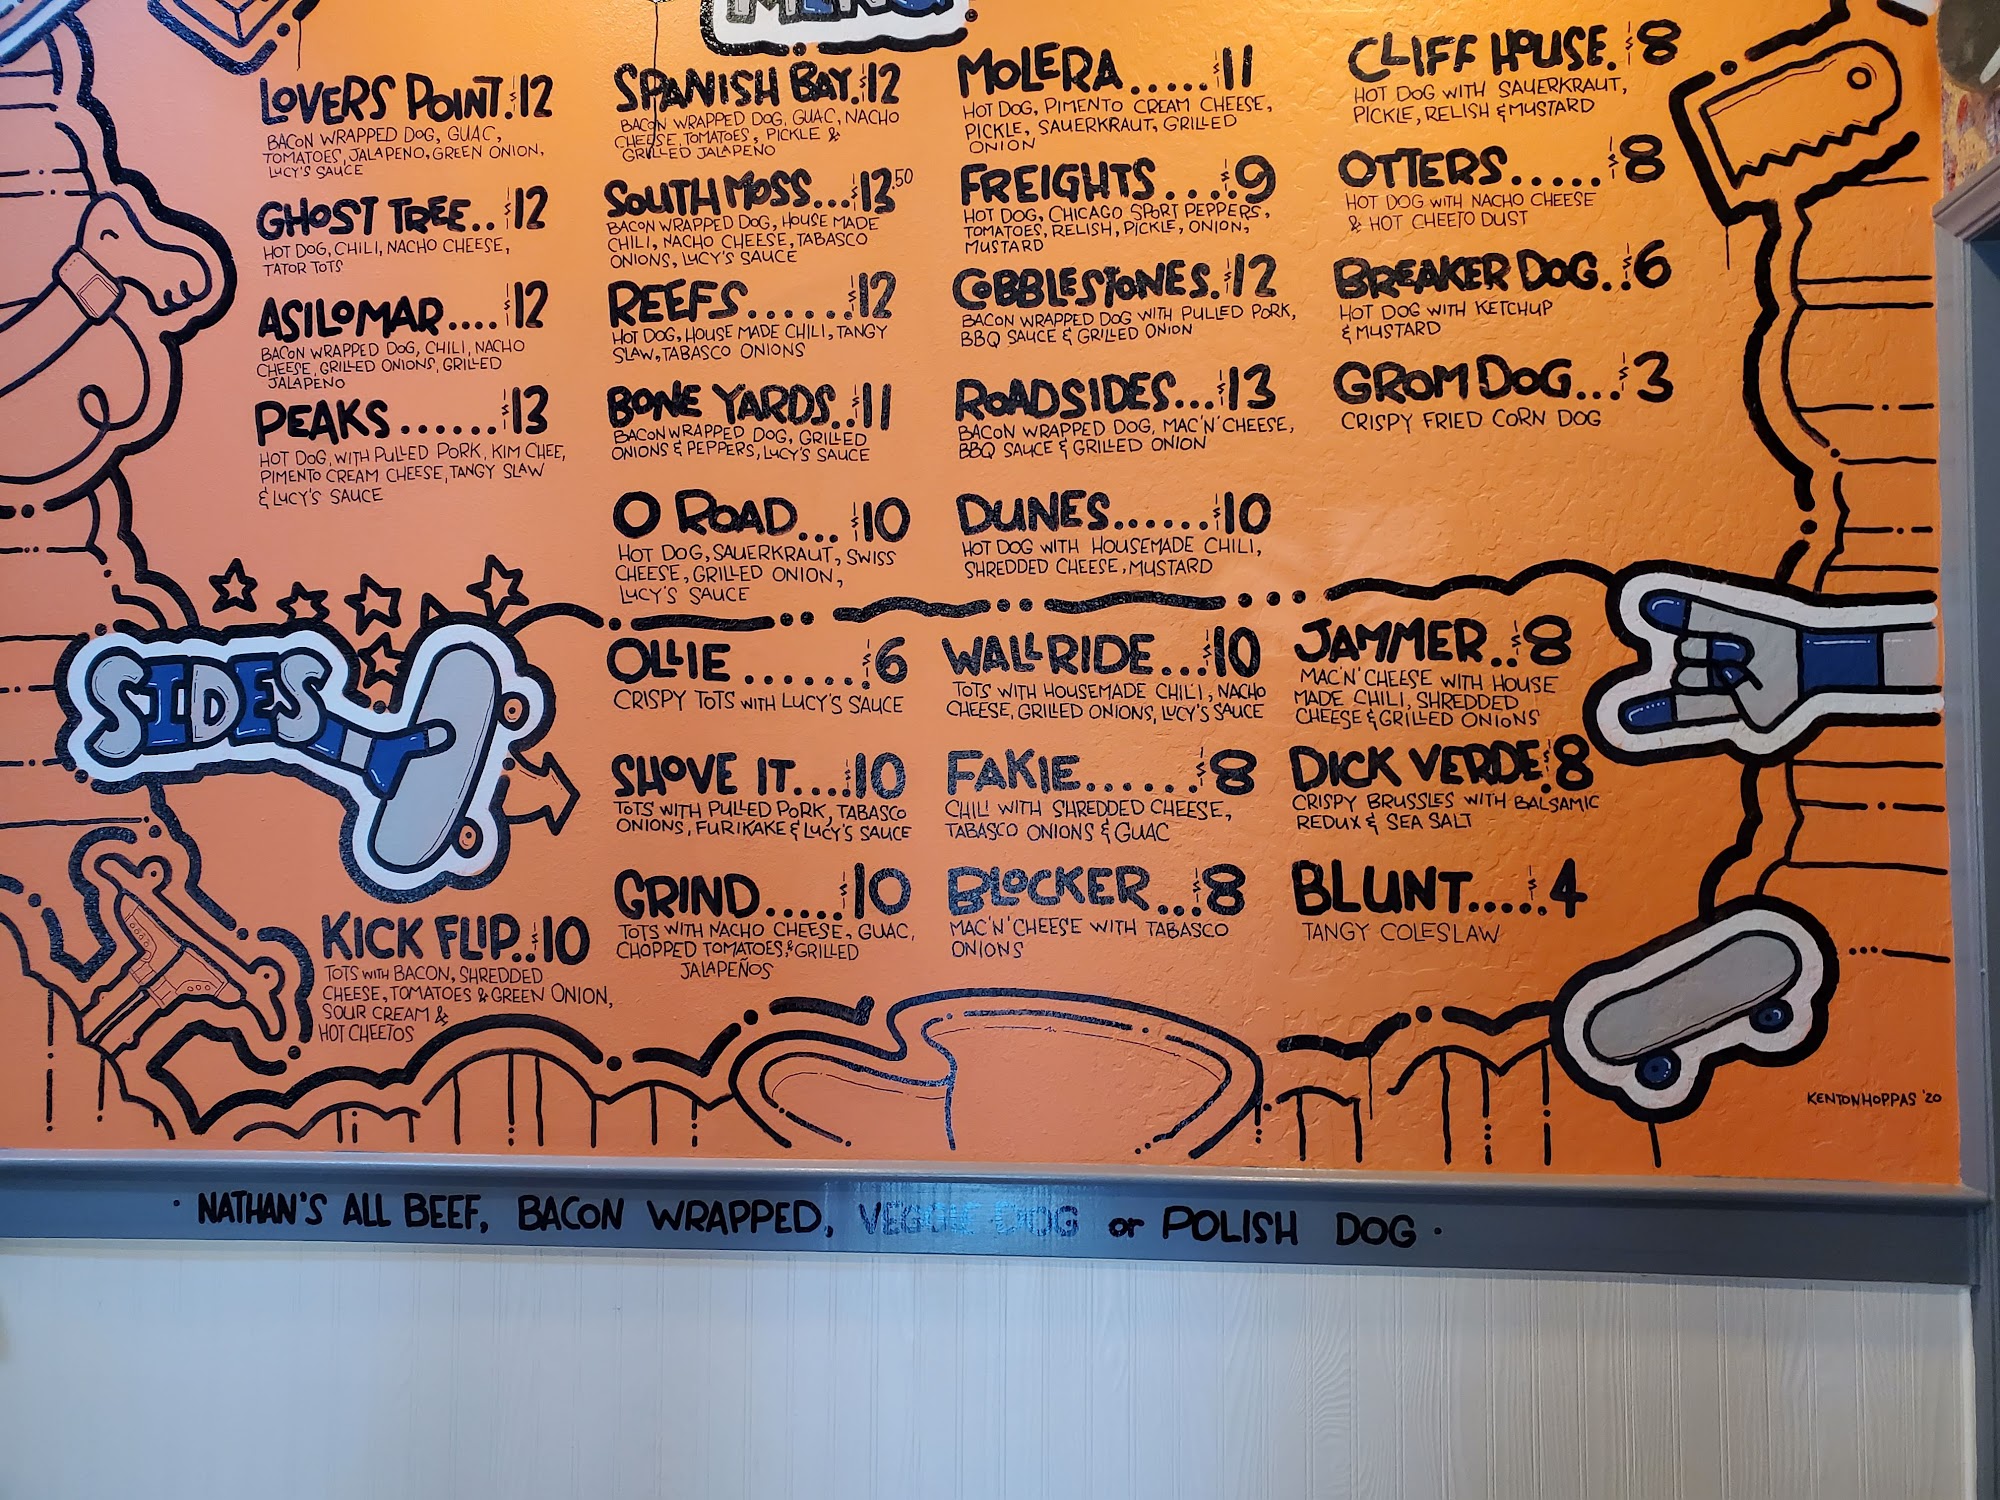 MENU
LOVERS POINT. $12
BACON WRAPPED DOG, GUAC,
TOMATOES, JALAPENO, GREEN ONION,
LUCY'S SAUCE
GHOST TREE.. $12
HOT DOG, CHILI, NACHO CHEESE,
TATOR TOTS
ASILOMAR.... $12
BACON WRAPPED DOG, CHILI, NACHO
CHEESE, GRILLED ONIONS, GRILLED
JALAPENO
PEAKS ...... $13
HOT DOG, WITH PULLED PORK, KIM CHEE,
PIMENTO CREAM CHEESE, TANGY SLAW
& LUCY'S SAUCE
SPANISH BAY. $12
BACON WRAPPED DOG, GUAC, NACHO
CHEESE, TOMATOES, PICKLE &
GRILLED JALAPENO
SOUTH MOSS... $13.50
BACON WRAPPED DOG, HOUSE MADE
CHILI, NACHO CHEESE, TABASCO
ONIONS, LUCY'S SAUCE
REEFS...... $12
HOT DOG, HOUSE MADE CHILI, TANGY
SLAW, TABASCO ONIONS
BONE YARDS.. $11
BACON WRAPPED DOG, GRILLED
ONIONS & PEPPERS, LUCY'S SAUCE
O ROAD... $10
HOT DOG, SAUERKRAUT, SWISS
CHEESE, GRILLED ONION,
LUCY'S SAUCE
MOLERA ..... $11
HOT DOG, PIMENTO CREAM CHEESE,
PICKLE, SAUERKRAUT, GRILLED
ONION
FREIGHTS.... $9
HOT DOG, CHICAGO SPORT PEPPERS,
TOMATOES, RELISH, PICKLE, ONION,
MUSTARD
COBBLESTONES. $12
BACON WRAPPED DOG WITH PULLED PORK,
BBQ SAUCE & GRILLED ONION
ROADSIDES... $13
BACON WRAPPED DOG, MAC'N'CHEESE,
BBQ SAUCE & GRILLED ONION
DUNES...... $10
HOT DOG WITH HOUSEMADE CHILI,
SHREDDED CHEESE, MUSTARD
CLIFF HOUSE. $8
HOT DOG WITH SAUERKRAUT,
PICKLE, RELISH & MUSTARD
OTTERS..... $8
HOT DOG WITH NACHO CHEESE
& HOT CHEETO DUST
BREAKER DOG.. $6
HOT DOG WITH KETCHUP
& MUSTARD
GROM DOG... $3
CRISPY FRIED CORN DOG
SIDES
KICK FLIP.. $10
TOTS WITH BACON, SHREDDED
CHEESE, TOMATOES & GREEN ONION,
SOUR CREAM &
HOT CHEETOS
OLLIE ...... $6
CRISPY TOTS WITH LUCY'S SAUCE
SHOVE IT.... $10
TOTS WITH PULLED PORK, TABASCO
ONIONS, FURIKAKE & LUCY'S SAUCE
GRIND..... $10
TOTS WITH NACHO CHEESE, GUAC,
CHOPPED TOMATOES, & GRILLED
JALAPEÑOS
WALLRIDE... $10
TOTS WITH HOUSEMADE CHILI, NACHO
CHEESE, GRILLED ONIONS, LUCY'S SAUCE
FAKIE...... $8
CHILI WITH SHREDDED CHEESE,
TABASCO ONIONS & GUAC
BLOCKER ... $8
MAC'N'CHEESE WITH TABASCO
ONIONS
JAMMER .. $8
MAC'N'CHEESE WITH HOUSE
MADE CHILI, SHREDDED
CHEESE & GRILLED ONIONS
DICK VERDE $8
CRISPY BRUSSLES WITH BALSAMIC
REDUX & SEA SALT
BLUNT..... $4
TANGY COLESLAW
KENTONHOPPAS '20
· NATHAN'S ALL BEEF, BACON WRAPPED, VEGGIE DOG or POLISH DOG ·